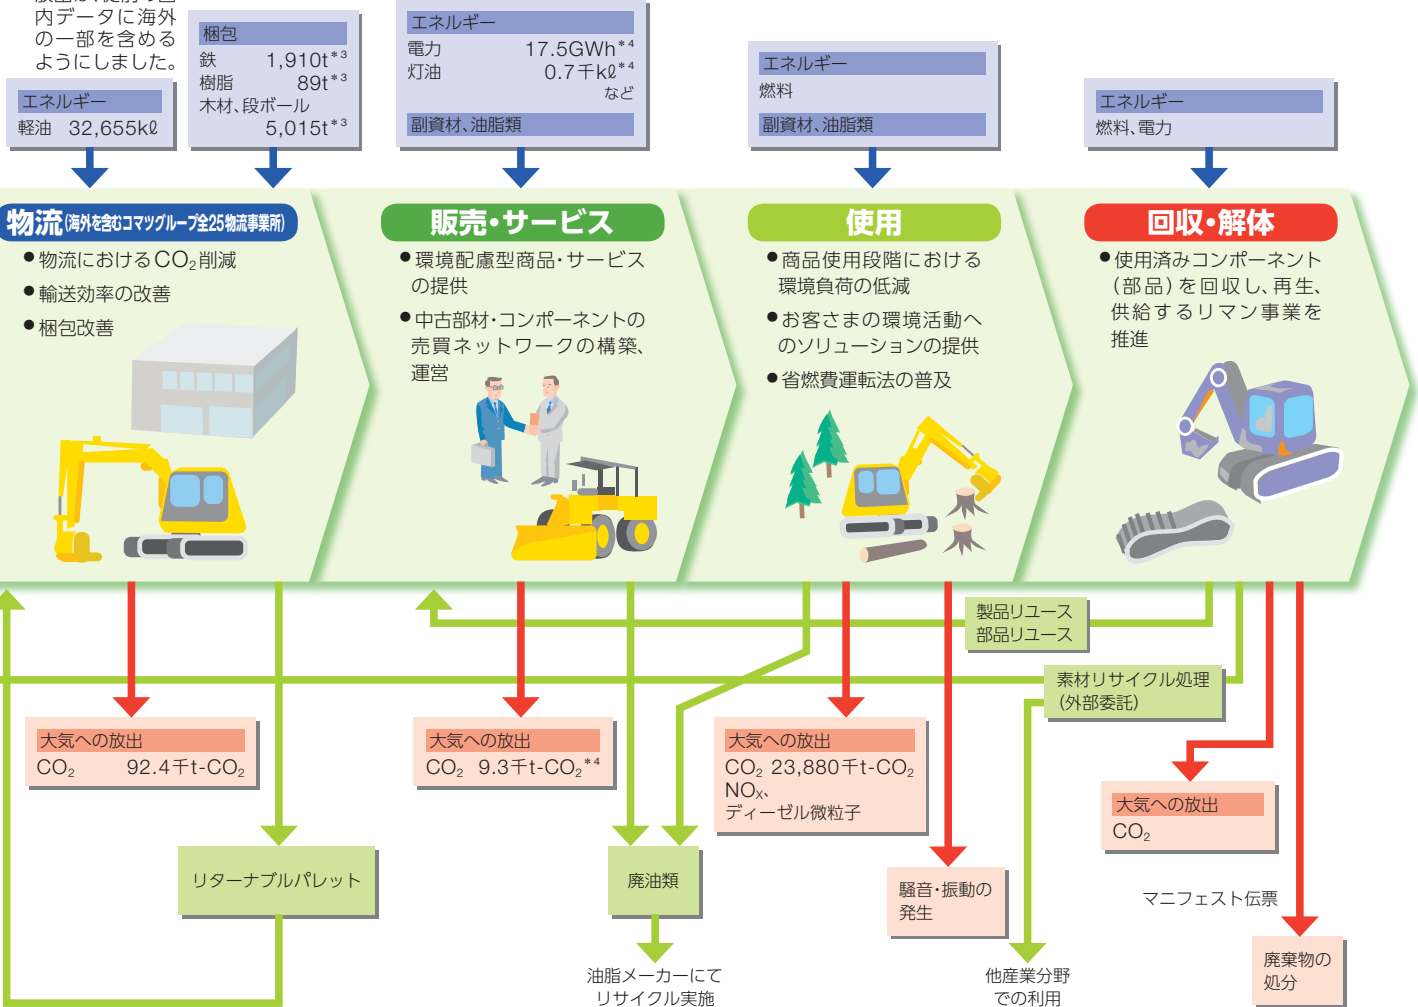 内データに海外
の一部を含める
ようにしました。
エネルギー
軽油 32,655kℓ
梱包
鉄 1,910t*3
樹脂 89t*3
木材、段ボール
5,015t*3
エネルギー
電力 17.5GWh*4
灯油 0.7千kℓ*4
など
副資材、油脂類
エネルギー
燃料
副資材、油脂類
エネルギー
燃料、電力
物流(海外を含むコマツグループ全25物流事業所)
●物流におけるCO₂削減
●輸送効率の改善
●梱包改善
販売・サービス
●環境配慮型商品・サービス
の提供
●中古部材・コンポーネントの
売買ネットワークの構築、
運営
使用
●商品使用段階における
環境負荷の低減
●お客さまの環境活動へ
のソリューションの提供
●省燃費運転法の普及
回収・解体
●使用済みコンポーネント
(部品)を回収し、再生、
供給するリマン事業を
推進
製品リユース
部品リユース
素材リサイクル処理
(外部委託)
大気への放出
CO₂ 92.4千t-CO₂
大気への放出
CO₂ 9.3千t-CO₂*4
大気への放出
CO₂ 23,880千t-CO₂
NOx、
ディーゼル微粒子
大気への放出
CO₂
リターナブルパレット
廃油類
騒音・振動の
発生
マニフェスト伝票
廃棄物の
処分
油脂メーカーにて
リサイクル実施
他産業分野
での利用